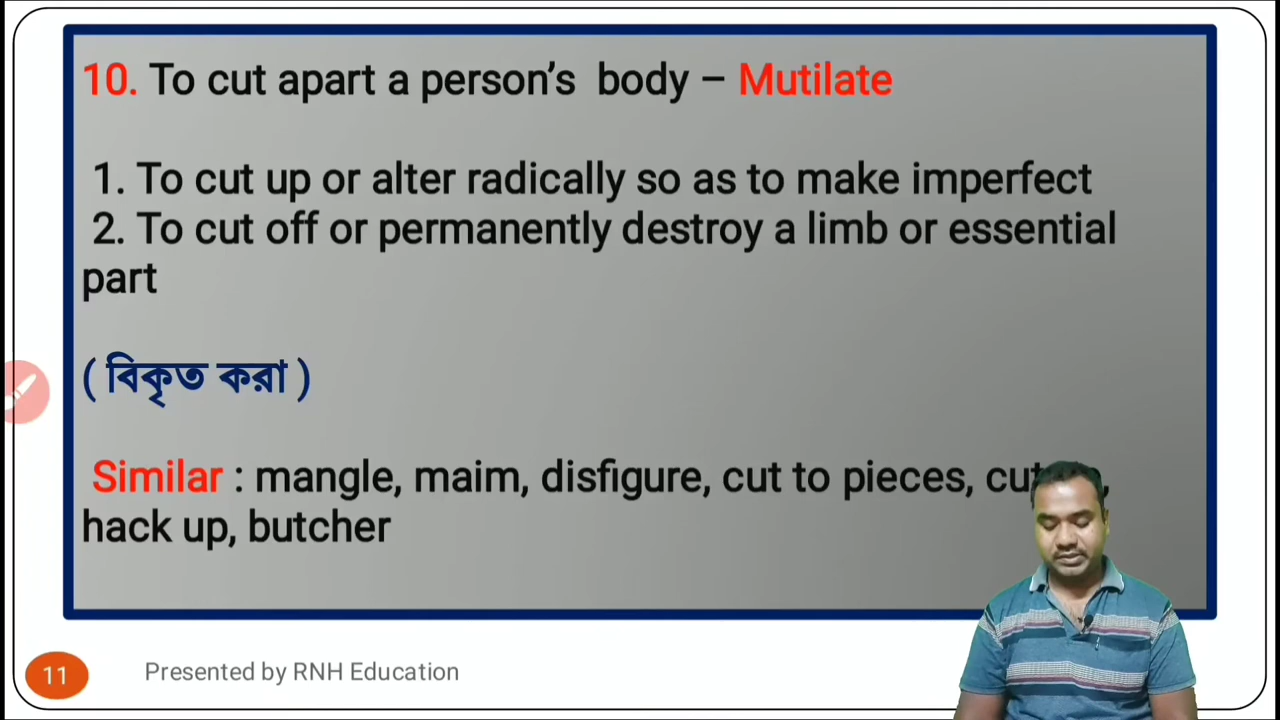 10. To cut apart a person’s body – Mutilate
1. To cut up or alter radically so as to make imperfect
2. To cut off or permanently destroy a limb or essential
part
( বিকৃত করা )
Similar : mangle, maim, disfigure, cut to pieces, cut
hack up, butcher
11
Presented by RNH Education